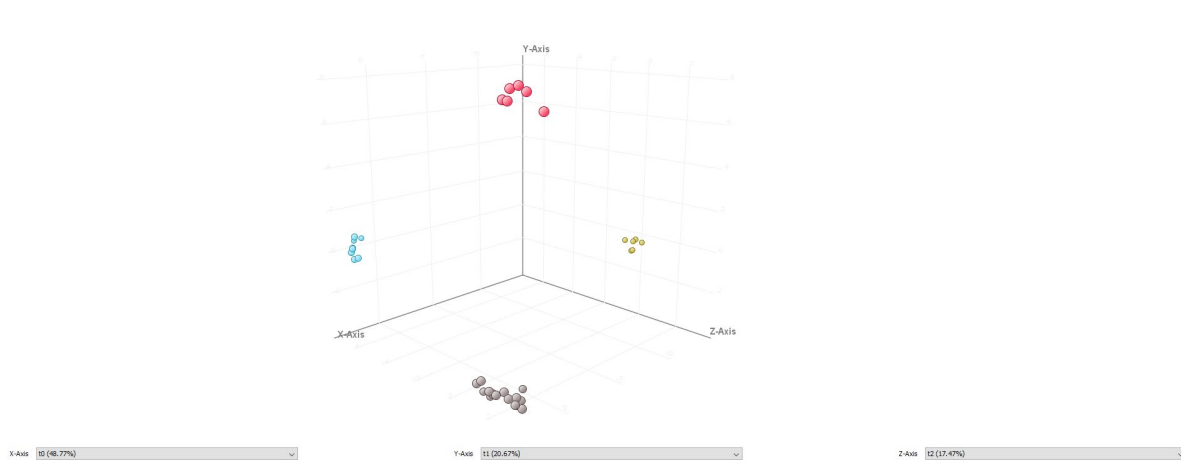 Y-Axis
X-Axis
Z-Axis
X-Axis t0 (48.77%)
Y-Axis t1 (20.67%)
Z-Axis t2 (17.47%)